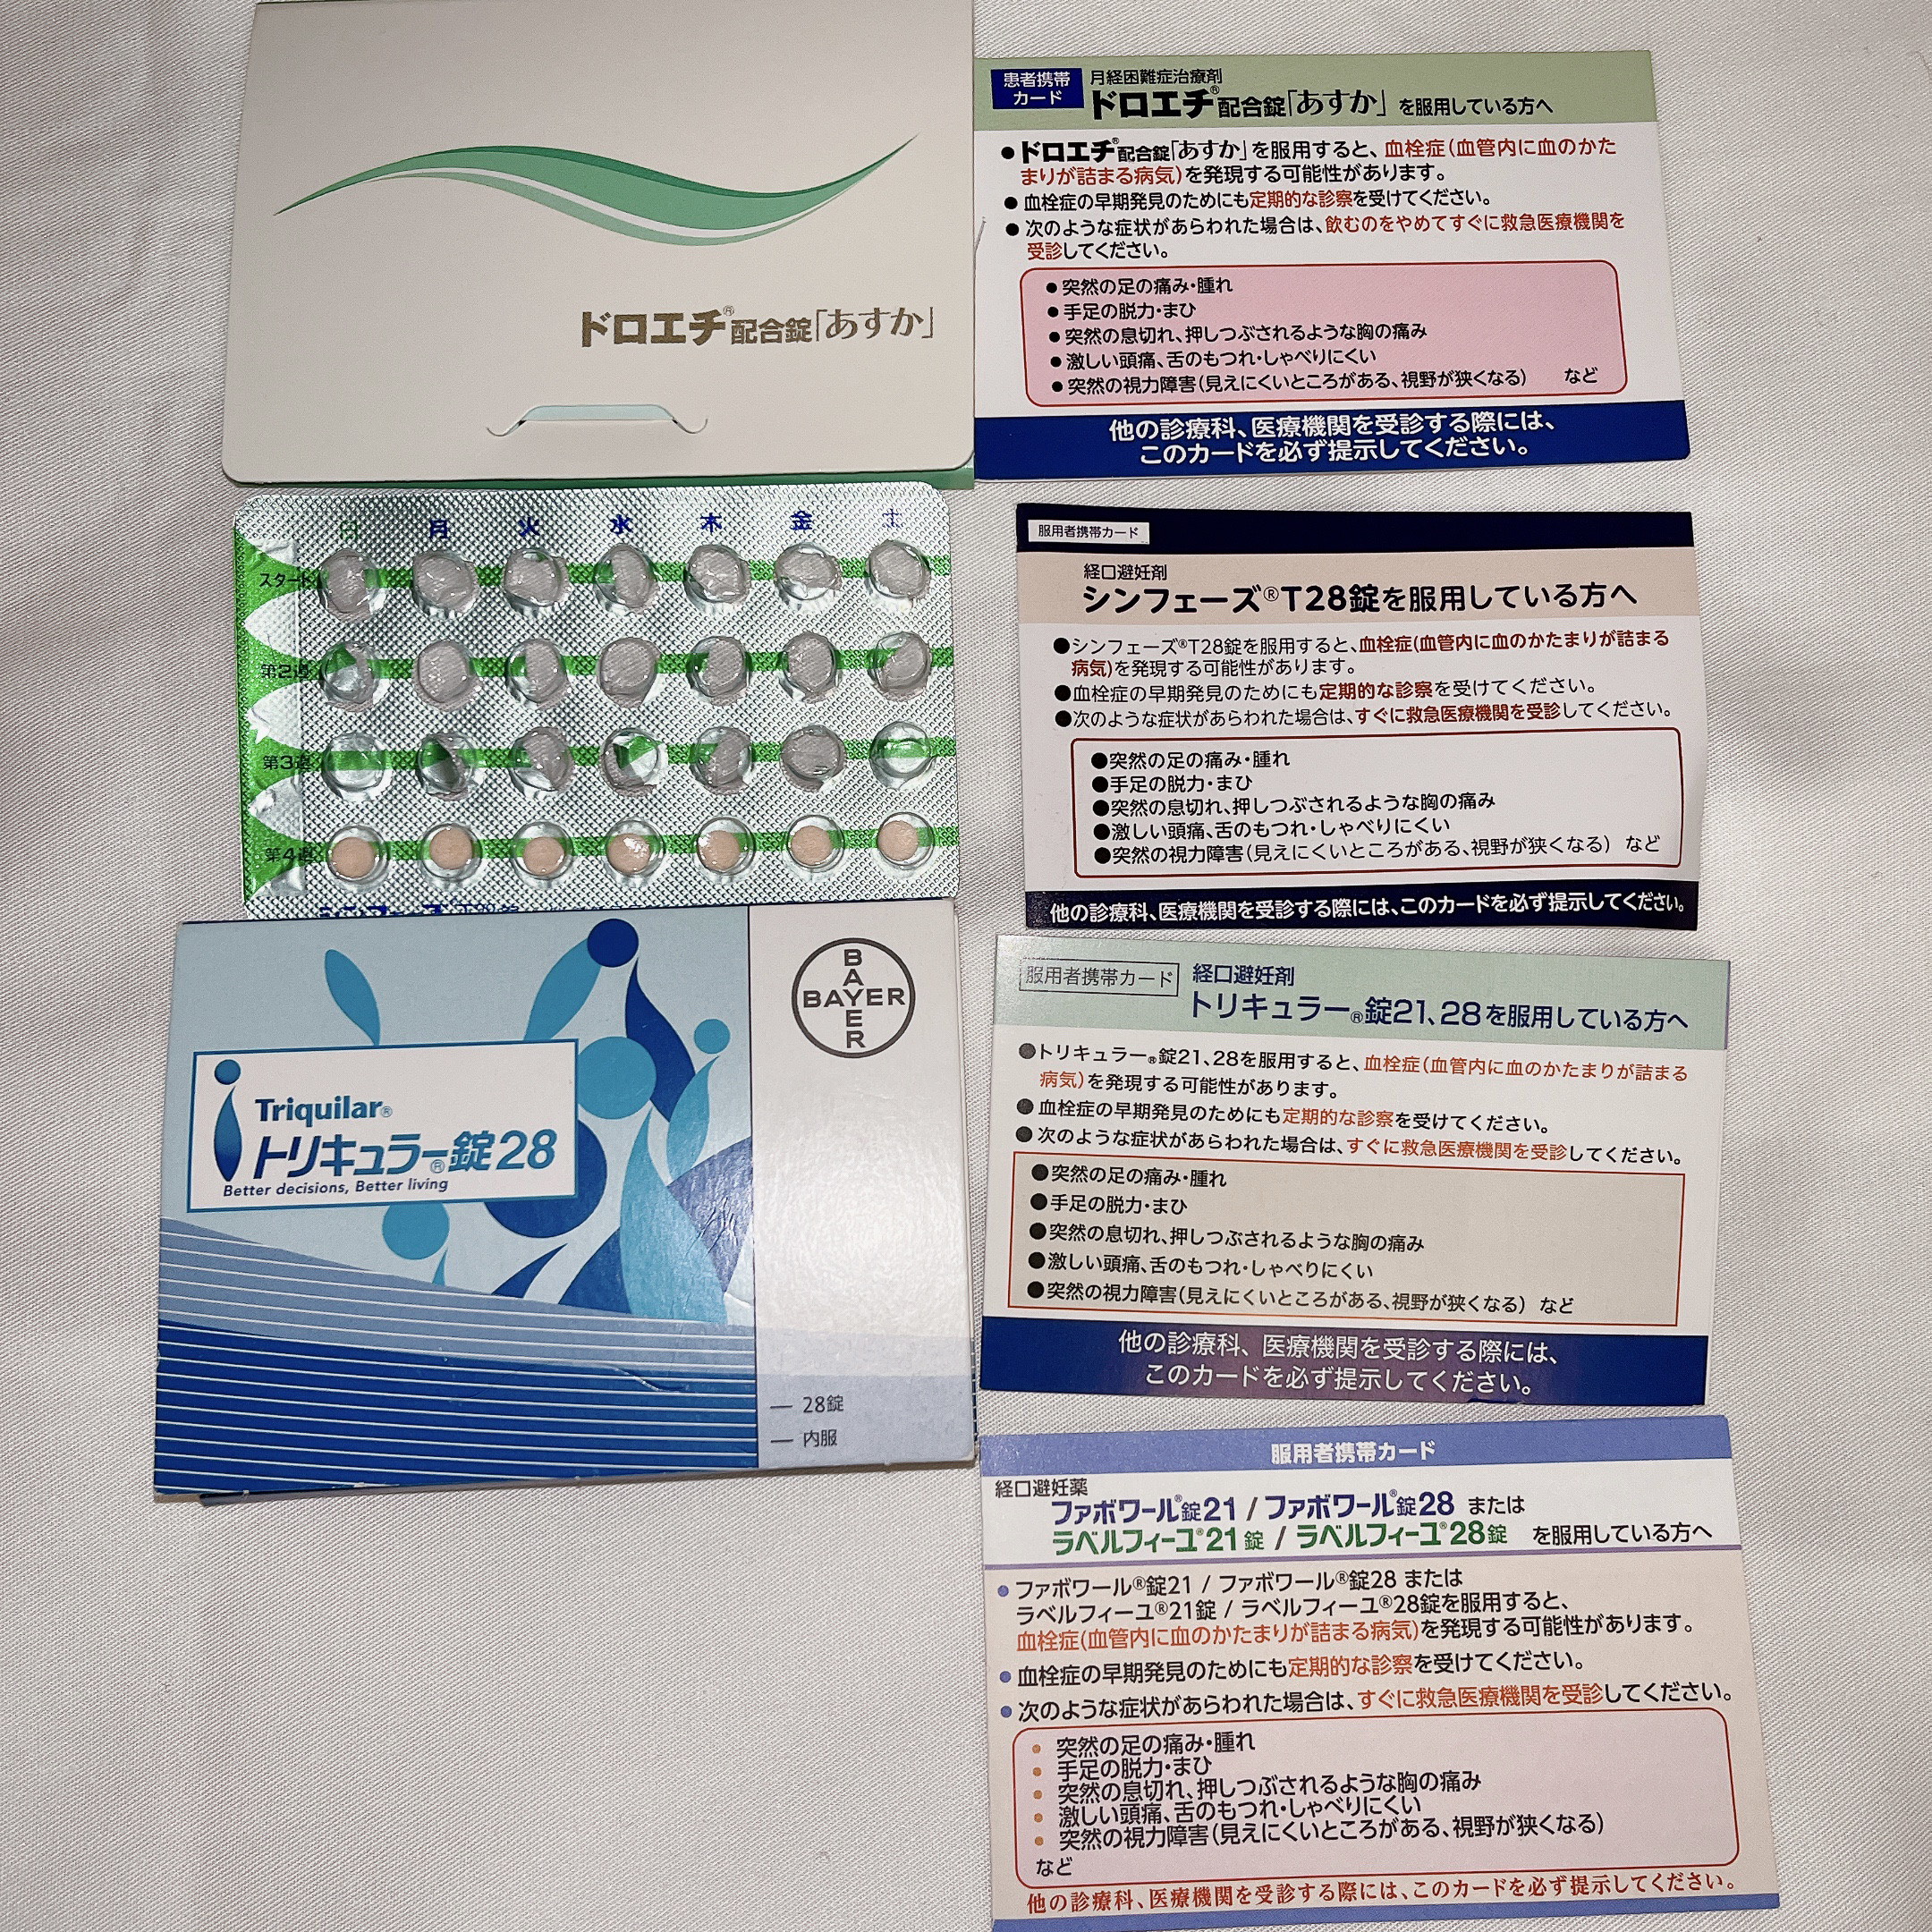 ドロエチ®配合錠「あすか」
患者携帯
カード
月経困難症治療剤
ドロエチ®配合錠「あすか」を服用している方へ
●ドロエチ®配合錠「あすか」を服用すると、血栓症(血管内に血のかた
まりが詰まる病気)を発現する可能性があります。
●血栓症の早期発見のためにも定期的な診察を受けてください。
●次のような症状があらわれた場合は、飲むのをやめてすぐに救急医療機関を
受診してください。
●突然の足の痛み・腫れ
●手足の脱力・まひ
●突然の息切れ、押しつぶされるような胸の痛み
●激しい頭痛、舌のもつれ・しゃべりにくい
●突然の視力障害(見えにくいところがある、視野が狭くなる) など
他の診療科、医療機関を受診する際には、
このカードを必ず提示してください。
日 月 火 水 木 金 土
スタート
第2週
第3週
第4週
服用者携帯カード
経口避妊剤
シンフェーズ®T28錠を服用している方へ
●シンフェーズ®T28錠を服用すると、血栓症(血管内に血のかたまりが詰まる
病気)を発現する可能性があります。
●血栓症の早期発見のためにも定期的な診察を受けてください。
●次のような症状があらわれた場合は、すぐに救急医療機関を受診してください。
●突然の足の痛み・腫れ
●手足の脱力・まひ
●突然の息切れ、押しつぶされるような胸の痛み
●激しい頭痛、舌のもつれ・しゃべりにくい
●突然の視力障害(見えにくいところがある、視野が狭くなる) など
他の診療科、医療機関を受診する際には、このカードを必ず提示してください。
BAYER
BAYER
Triquilar®
トリキュラー®錠28
Better decisions, Better living
― 28錠
― 内服
服用者携帯カード
経口避妊剤
トリキュラー®錠21、28を服用している方へ
●トリキュラー®錠21、28を服用すると、血栓症(血管内に血のかたまりが詰まる
病気)を発現する可能性があります。
●血栓症の早期発見のためにも定期的な診察を受けてください。
●次のような症状があらわれた場合は、すぐに救急医療機関を受診してください。
●突然の足の痛み・腫れ
●手足の脱力・まひ
●突然の息切れ、押しつぶされるような胸の痛み
●激しい頭痛、舌のもつれ・しゃべりにくい
●突然の視力障害(見えにくいところがある、視野が狭くなる) など
他の診療科、医療機関を受診する際には、
このカードを必ず提示してください。
服用者携帯カード
経口避妊薬
ファボワール®錠21 / ファボワール®錠28 または
ラベルフィーユ®21錠 / ラベルフィーユ®28錠 を服用している方へ
●ファボワール®錠21 / ファボワール®錠28 または
ラベルフィーユ®21錠 / ラベルフィーユ®28錠を服用すると、
血栓症(血管内に血のかたまりが詰まる病気)を発現する可能性があります。
●血栓症の早期発見のためにも定期的な診察を受けてください。
●次のような症状があらわれた場合は、すぐに救急医療機関を受診してください。
●突然の足の痛み・腫れ
●手足の脱力・まひ
●突然の息切れ、押しつぶされるような胸の痛み
●激しい頭痛、舌のもつれ・しゃべりにくい
●突然の視力障害(見えにくいところがある、視野が狭くなる)
など
他の診療科、医療機関を受診する際には、このカードを必ず提示してください。